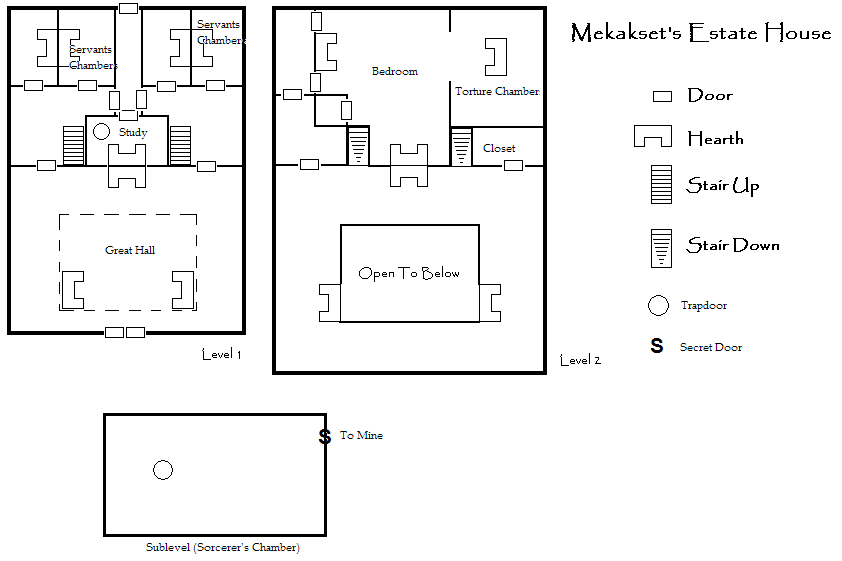 Mekakset's Estate House
Servants
Chambers
Servants
Chambers
Study
Great Hall
Level 1
Bedroom
Torture Chamber
Closet
Open To Below
Level 2
Door
Hearth
Stair Up
Stair Down
Trapdoor
S
Secret Door
S
To Mine
Sublevel (Sorcerer's Chamber)